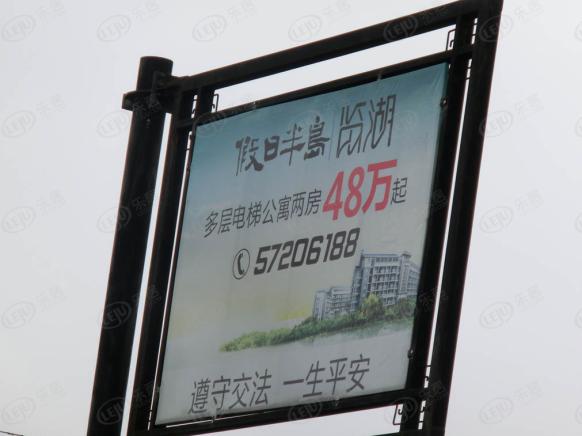 假日半岛 览湖
多层电梯公寓两房48万起
57206188
遵守交法 一生平安